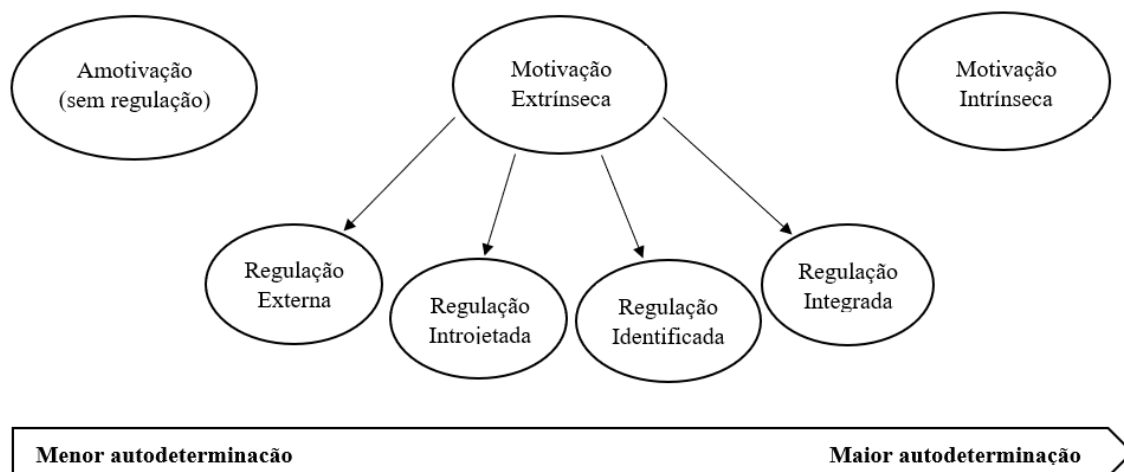 Amotivação
(sem regulação)
Motivação
Extrínseca
Motivação
Intrínseca
Regulação
Externa
Regulação
Introjetada
Regulação
Identificada
Regulação
Integrada
Menor autodeterminacão
Maior autodeterminação